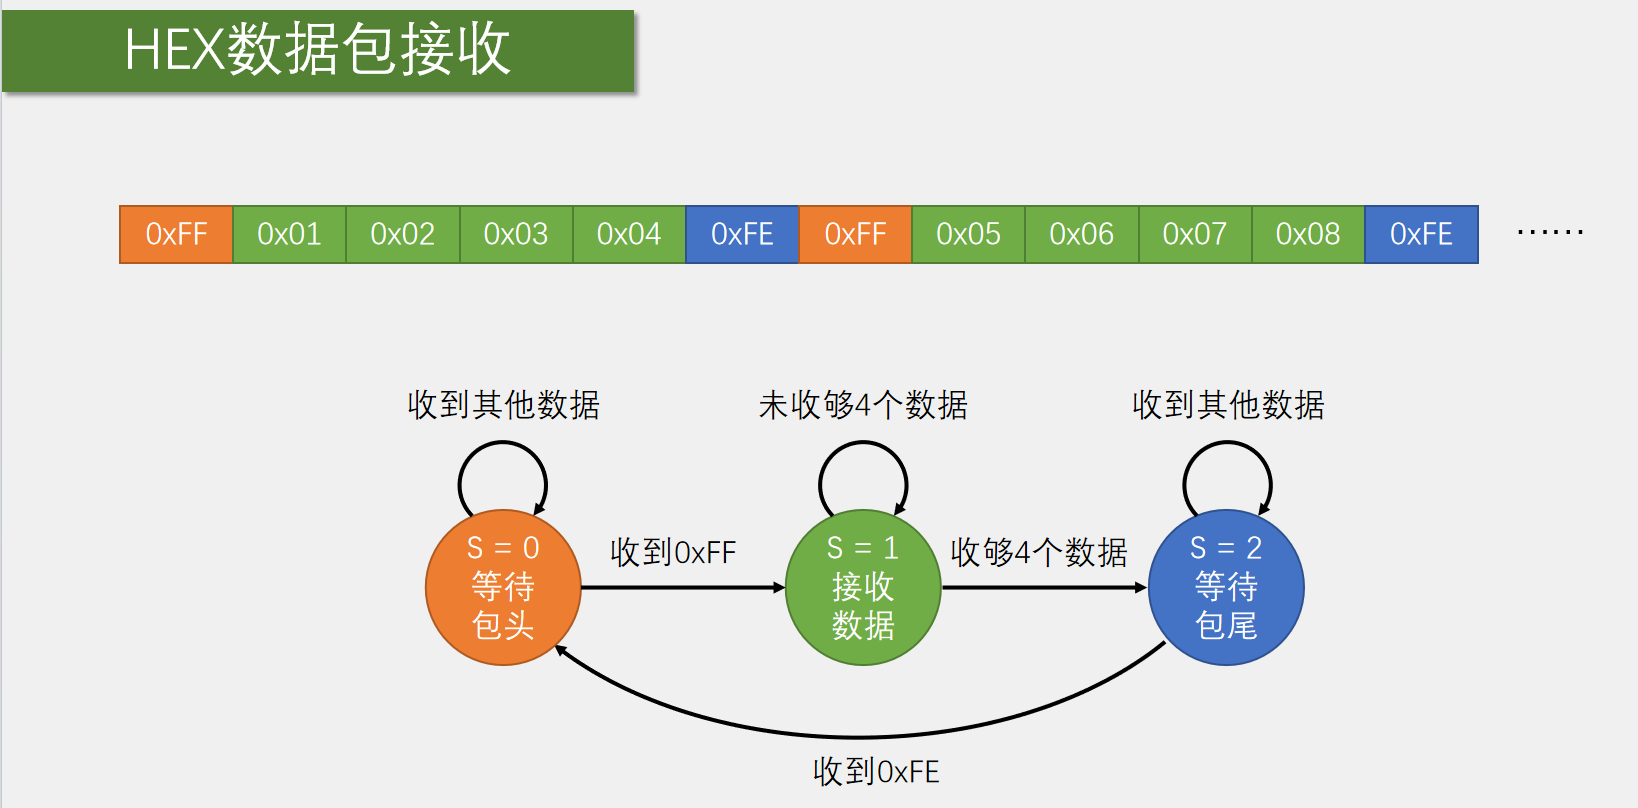 HEX数据包接收
0xFF 0x01 0x02 0x03 0x04 0xFE 0xFF 0x05 0x06 0x07 0x08 0xFE ……
收到其他数据 未收够4个数据 收到其他数据
S = 0
等待
包头
收到0xFF
S = 1
接收
数据
收够4个数据
S = 2
等待
包尾
收到0xFE